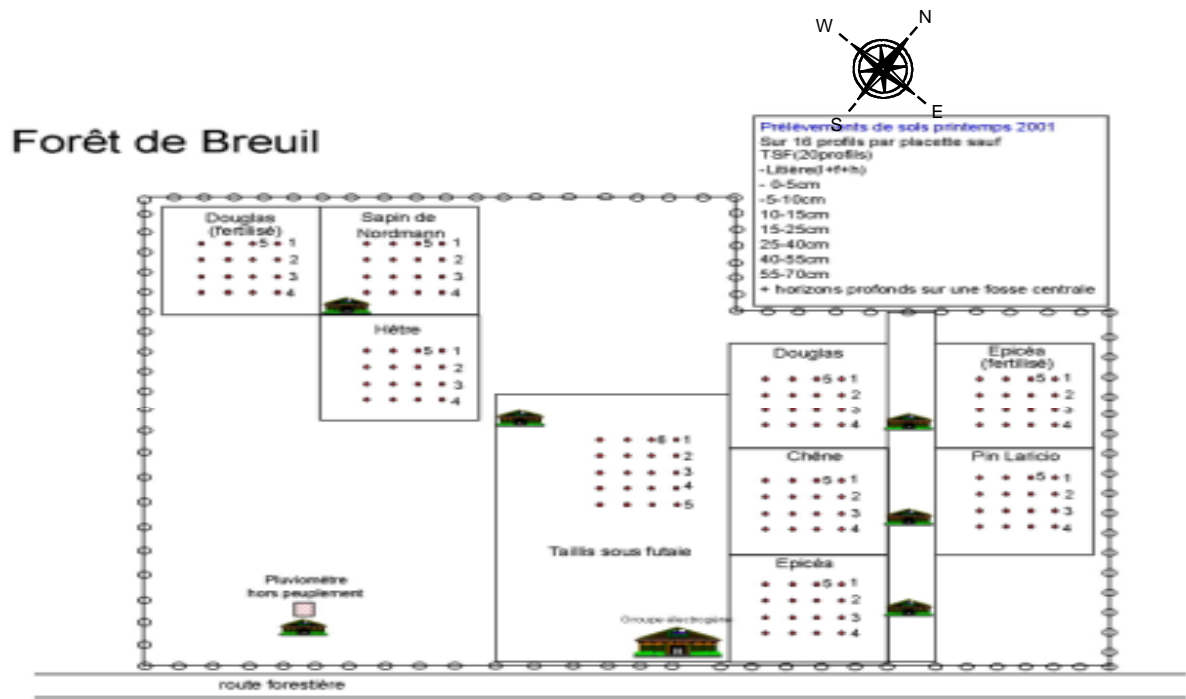 N
W
E
S
Forêt de Breuil
Prélèvements de sols printemps 2001
Sur 16 profils par placette sauf
TSF(20profils)
-Litière(l+f+h)
- 0-5cm
-5-10cm
10-15cm
15-25cm
25-40cm
40-55cm
55-70cm
+ horizons profonds sur une fosse centrale
Douglas
(fertilisé)
5 1
2
3
4
Sapin de
Nordmann
5 1
2
3
4
Hêtre
5 1
2
3
4
Douglas
5 1
2
3
4
Epicéa
(fertilisé)
5 1
2
3
4
6 1
2
3
4
5
Taillis sous futaie
Chêne
5 1
2
3
4
Pin Laricio
5 1
2
3
4
Epicéa
5 1
2
3
4
Pluviomètre
hors peuplement
Groupe électrogène
route forestière